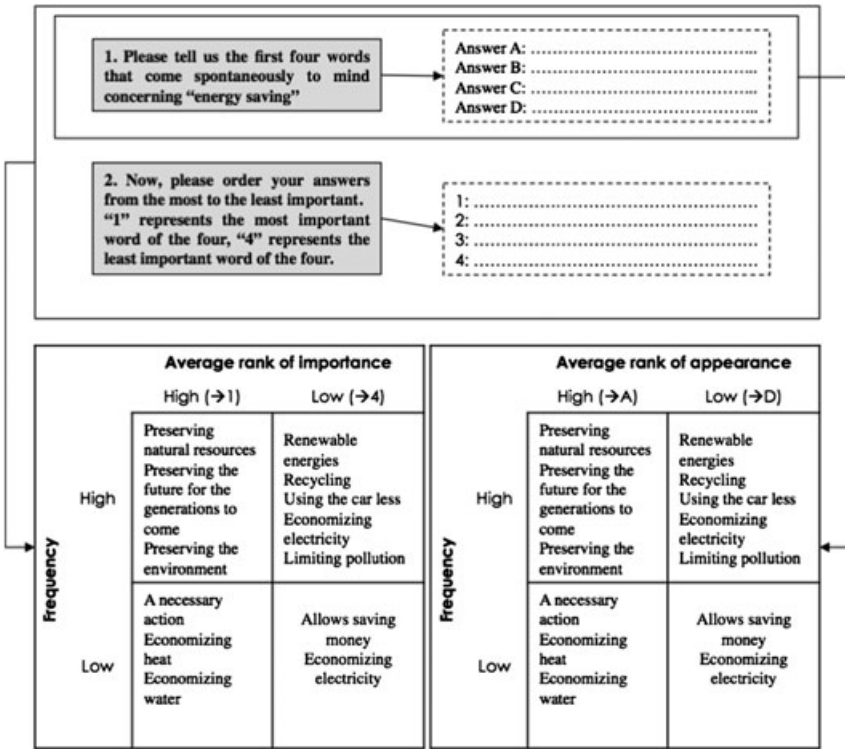 1. Please tell us the first four words
that come spontaneously to mind
concerning “energy saving”
Answer A: ……………………………………
Answer B: ……………………………………
Answer C: ……………………………………
Answer D: ……………………………………
2. Now, please order your answers
from the most to the least important.
“1” represents the most important
word of the four, “4” represents the
least important word of the four.
1: ……………………………………………
2: ……………………………………………
3: ……………………………………………
4: ……………………………………………
Average rank of importance
High (→1)
Low (→4)
Frequency
High
Preserving
natural resources
Preserving the
future for the
generations to
come
Preserving the
environment
Renewable
energies
Recycling
Using the car less
Economizing
electricity
Limiting pollution
Low
A necessary
action
Economizing
heat
Economizing
water
Allows saving
money
Economizing
electricity
Average rank of appearance
High (→A)
Low (→D)
Frequency
High
Preserving
natural resources
Preserving the
future for the
generations to
come
Preserving the
environment
Renewable
energies
Recycling
Using the car less
Economizing
electricity
Limiting pollution
Low
A necessary
action
Economizing
heat
Economizing
water
Allows saving
money
Economizing
electricity